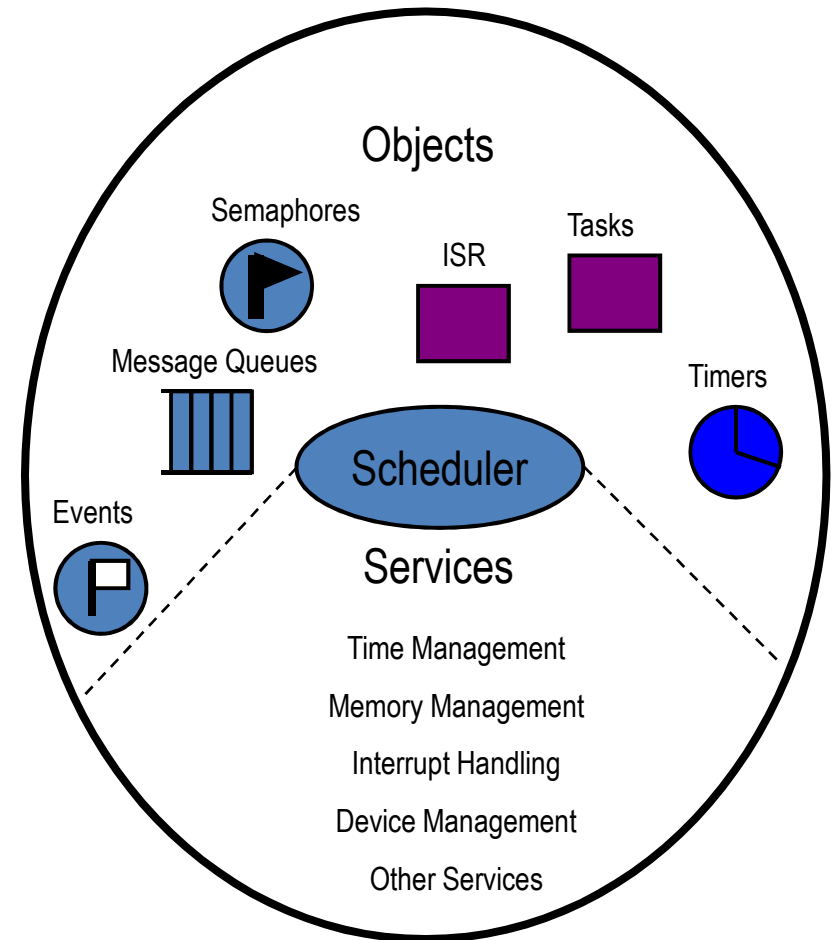 Objects
Semaphores
Tasks
ISR
Message Queues
Timers
Scheduler
Events
Services
Time Management
Memory Management
Interrupt Handling
Device Management
Other Services